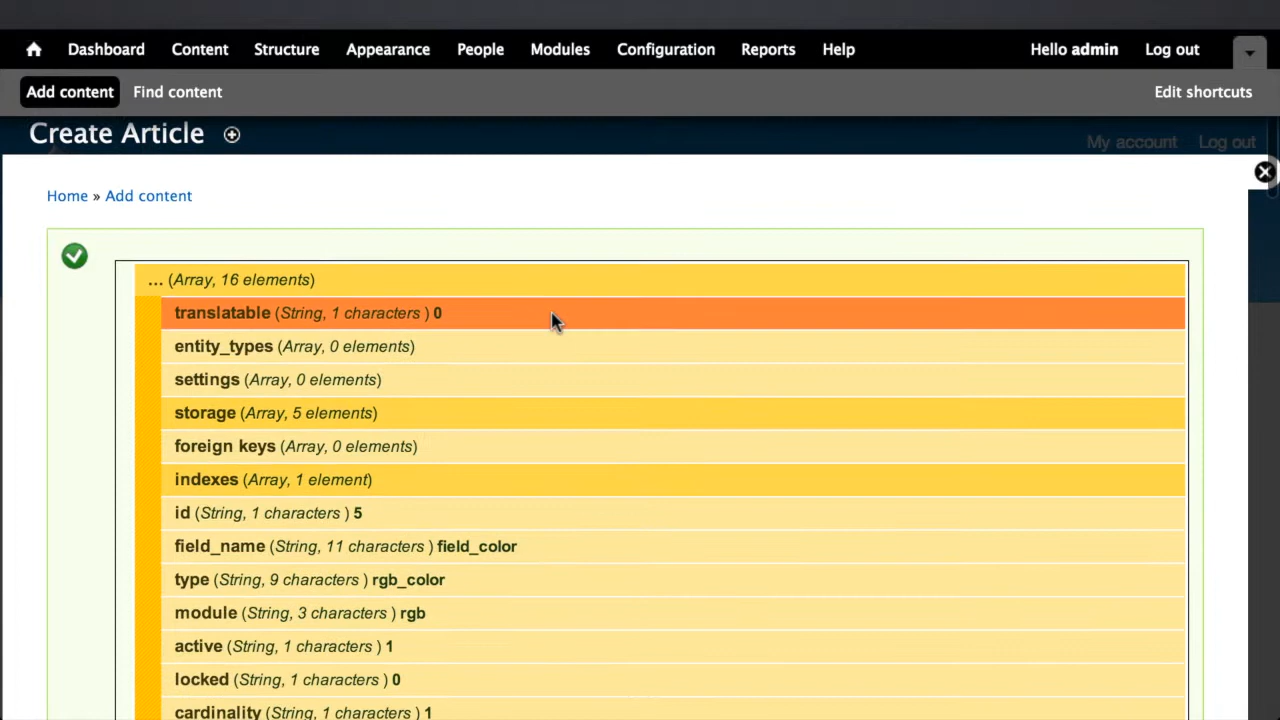 Dashboard Content Structure Appearance People Modules Configuration Reports Help Hello admin Log out
Add content Find content Edit shortcuts
Create Article
My account Log out
Home » Add content
... (Array, 16 elements)
translatable (String, 1 characters ) 0
entity_types (Array, 0 elements)
settings (Array, 0 elements)
storage (Array, 5 elements)
foreign keys (Array, 0 elements)
indexes (Array, 1 element)
id (String, 1 characters ) 5
field_name (String, 11 characters ) field_color
type (String, 9 characters ) rgb_color
module (String, 3 characters ) rgb
active (String, 1 characters ) 1
locked (String, 1 characters ) 0
cardinality (String, 1 characters ) 1